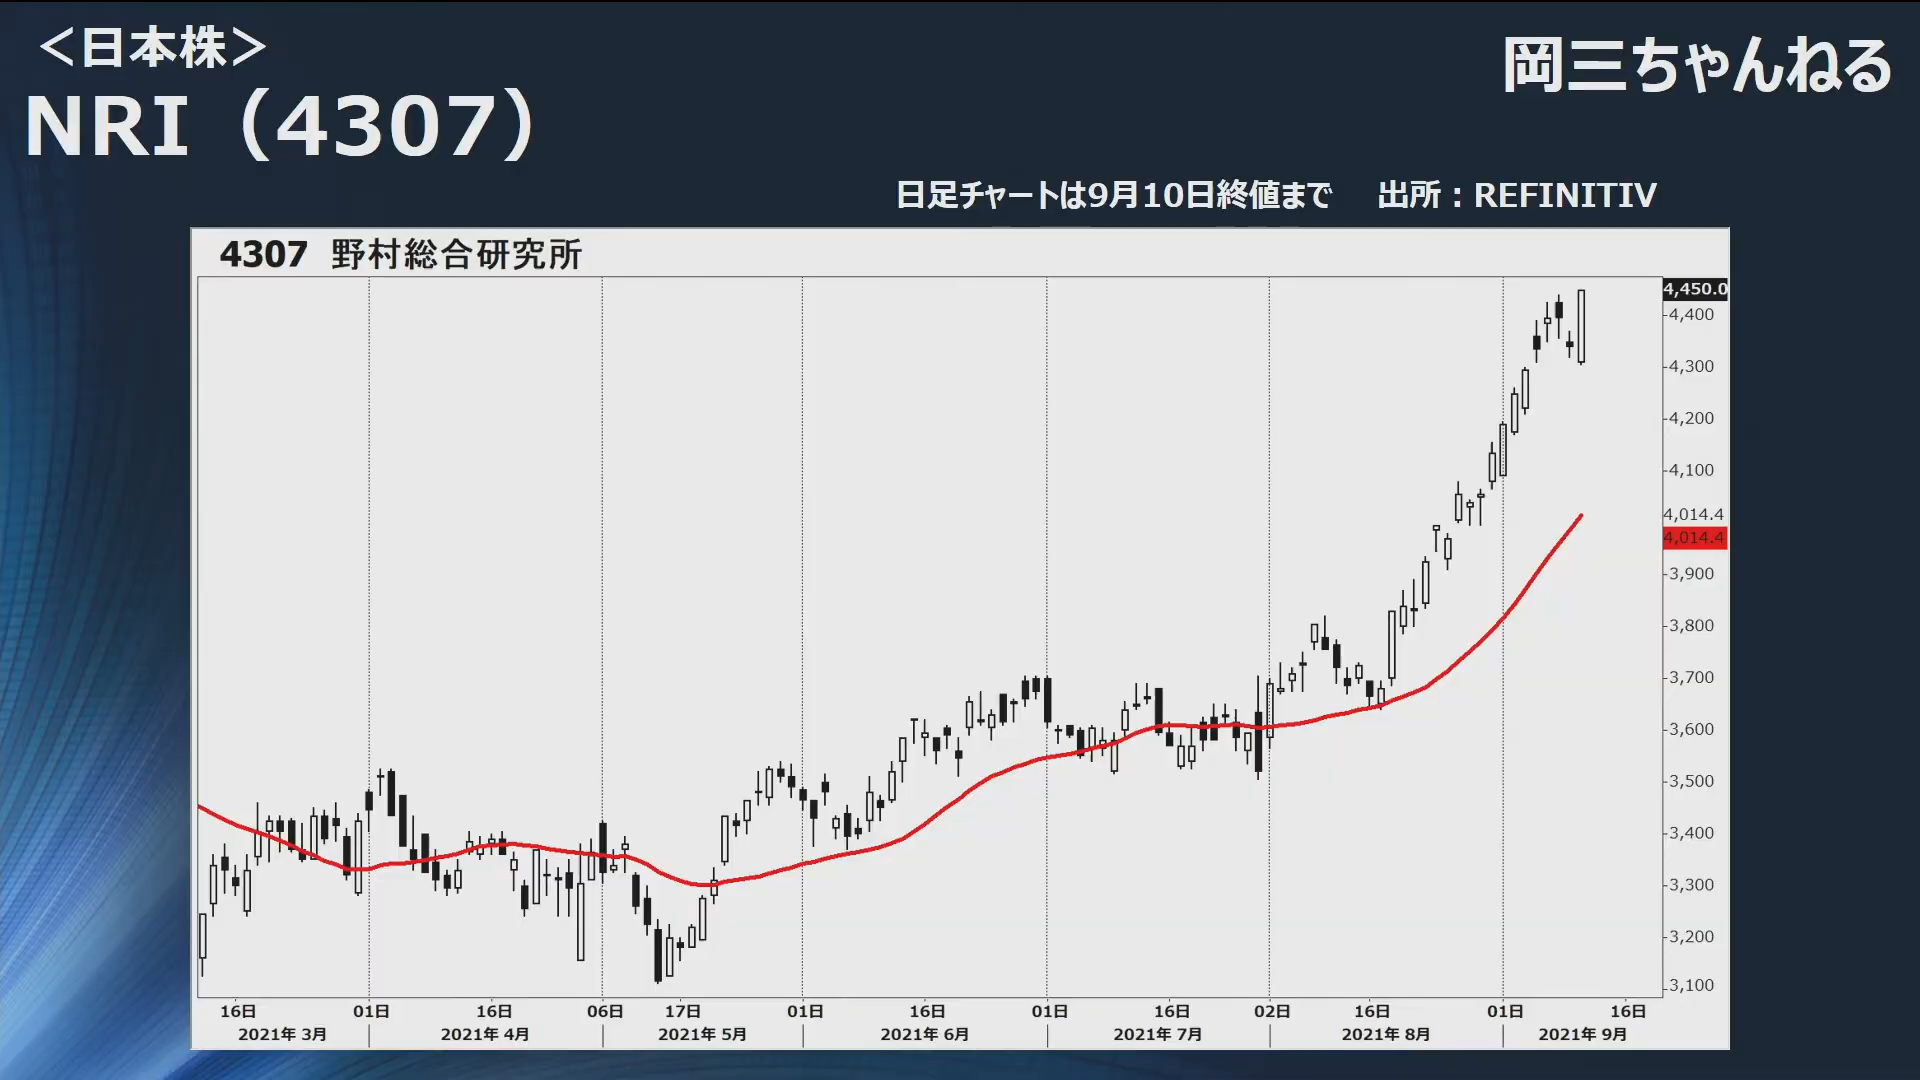 ＜日本株＞
岡三ちゃんねる
NRI（4307）
日足チャートは9月10日終値まで　出所：REFINITIV
4307 野村総合研究所
4,450.0
4,400
4,300
4,200
4,100
4,014.4
4,014.4
3,900
3,800
3,700
3,600
3,500
3,400
3,300
3,200
3,100
16日 01日 16日 06日 17日 01日 16日 01日 16日 02日 16日 01日 16日
2021年 3月 2021年 4月 2021年 5月 2021年 6月 2021年 7月 2021年 8月 2021年 9月